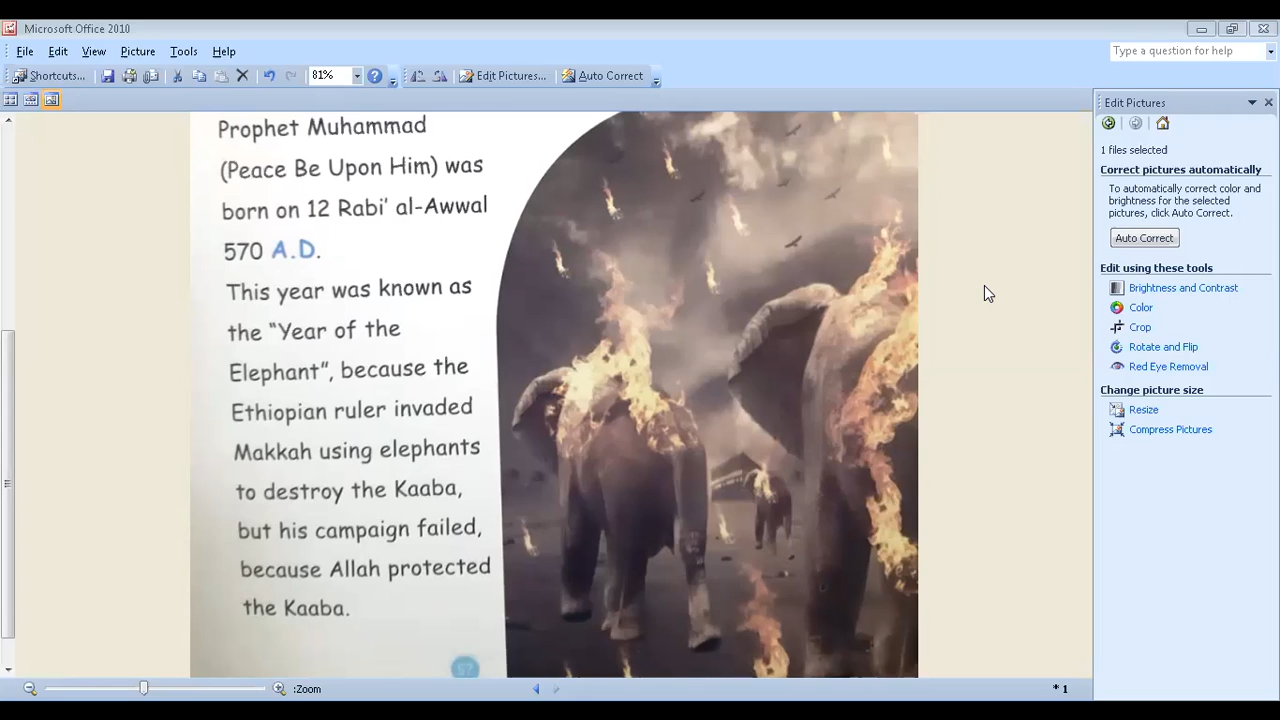 Microsoft Office 2010
File Edit View Picture Tools Help
Type a question for help
Shortcuts... 81% Edit Pictures... Auto Correct
Edit Pictures
1 files selected
Correct pictures automatically
To automatically correct color and
brightness for the selected
pictures, click Auto Correct.
Auto Correct
Edit using these tools
Brightness and Contrast
Color
Crop
Rotate and Flip
Red Eye Removal
Change picture size
Resize
Compress Pictures
Prophet Muhammad
(Peace Be Upon Him) was
born on 12 Rabi' al-Awwal
570 A.D.
This year was known as
the “Year of the
Elephant”, because the
Ethiopian ruler invaded
Makkah using elephants
to destroy the Kaaba,
but his campaign failed,
because Allah protected
the Kaaba.
57
:Zoom
* 1